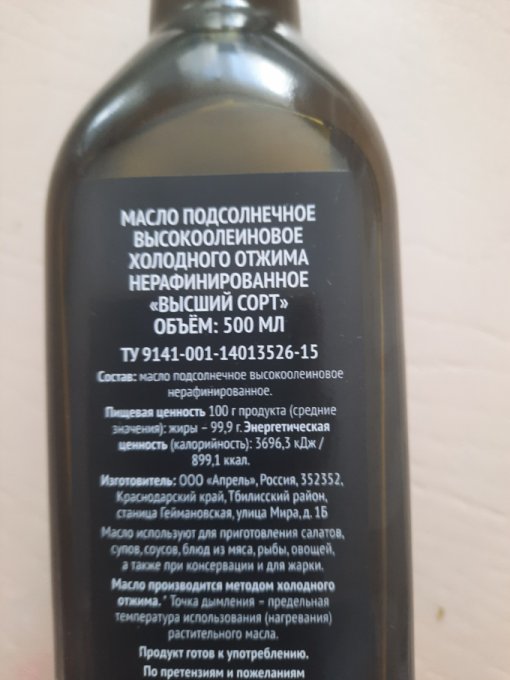 МАСЛО ПОДСОЛНЕЧНОЕ
ВЫСОКООЛЕИНОВОЕ
ХОЛОДНОГО ОТЖИМА
НЕРАФИНИРОВАННОЕ
«ВЫСШИЙ СОРТ»
ОБЪЁМ: 500 МЛ
ТУ 9141-001-14013526-15
Состав: масло подсолнечное высокоолеиновое
нерафинированное.
Пищевая ценность 100 г продукта (средние
значения): жиры – 99,9 г. Энергетическая
ценность (калорийность): 3696,3 кДж /
899,1 ккал.
Изготовитель: ООО «Апрель», Россия, 352352,
Краснодарский край, Тбилисский район,
станица Геймановская, улица Мира, д. 1Б
Масло используют для приготовления салатов,
супов, соусов, блюд из мяса, рыбы, овощей,
а также при консервации и для жарки.
Масло производится методом холодного
отжима. * Точка дымления – предельная
температура использования (нагревания)
растительного масла.
Продукт готов к употреблению.
По претензиям и пожеланиям